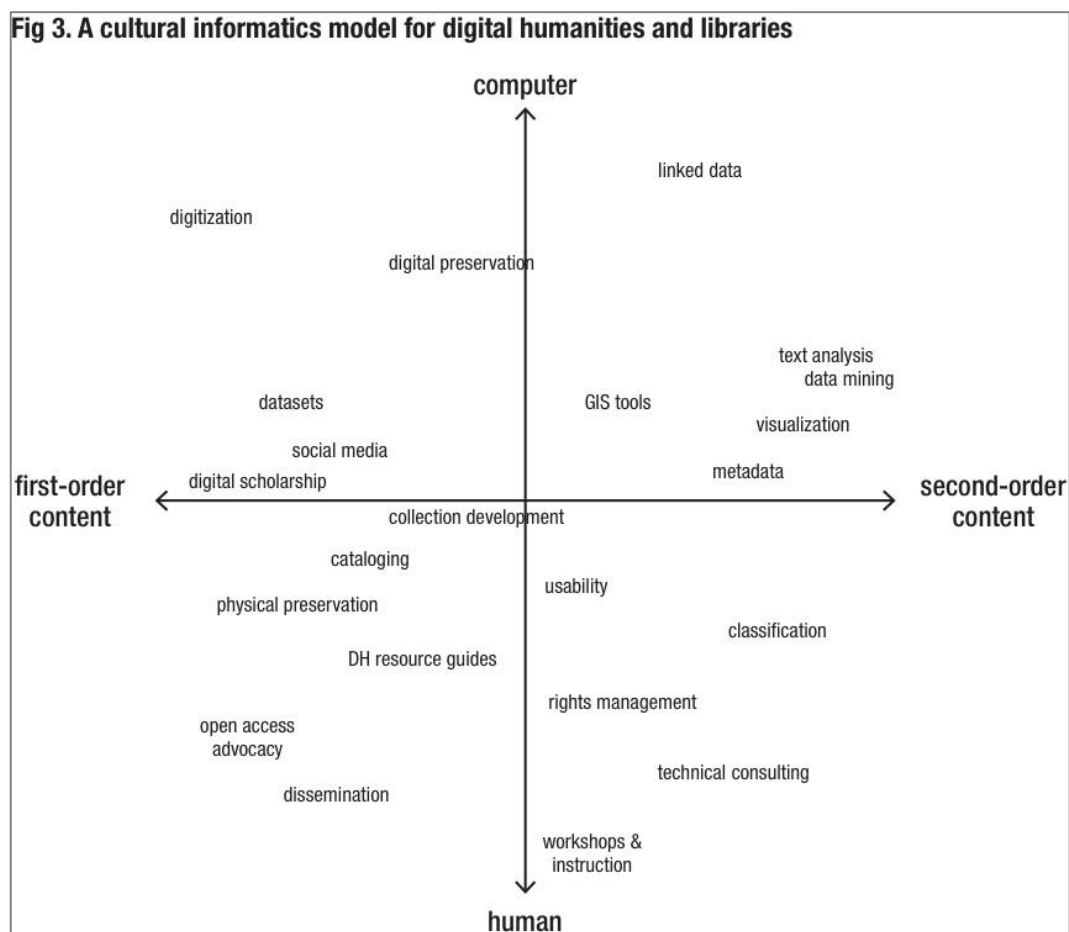 Fig 3. A cultural informatics model for digital humanities and libraries
computer
linked data
digitization
digital preservation
text analysis
data mining
datasets
GIS tools
visualization
social media
metadata
digital scholarship
first-order
content
second-order
content
collection development
cataloging
usability
physical preservation
classification
DH resource guides
rights management
open access
advocacy
technical consulting
dissemination
workshops &
instruction
human